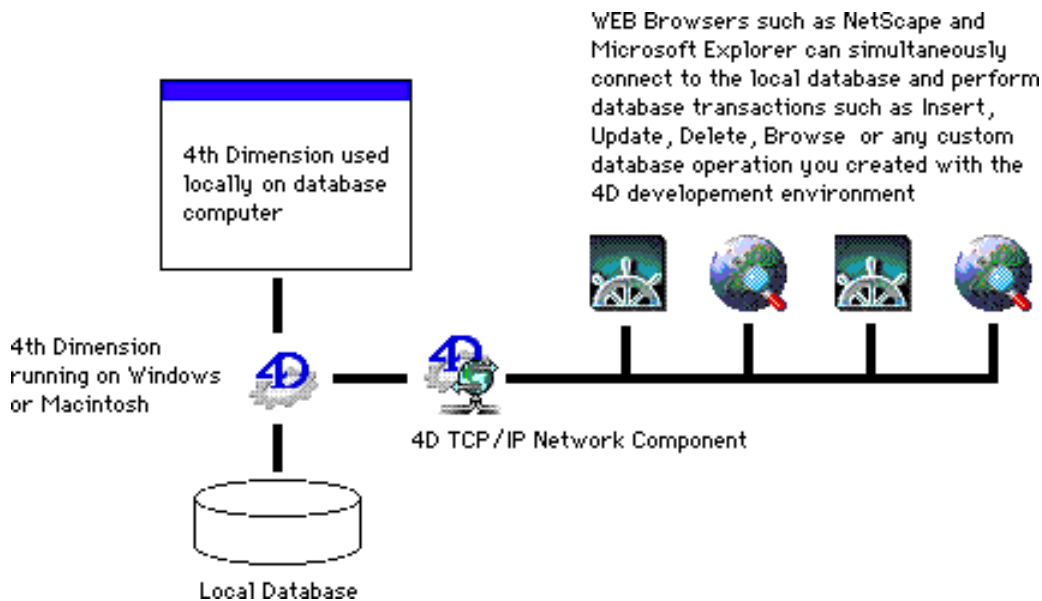 WEB Browsers such as NetScape and
Microsoft Explorer can simultaneously
connect to the local database and perform
database transactions such as Insert,
Update, Delete, Browse or any custom
database operation you created with the
4D developement environment
4th Dimension used
locally on database
computer
4th Dimension
running on Windows
or Macintosh
4D
4D
4D TCP/IP Network Component
Local Database